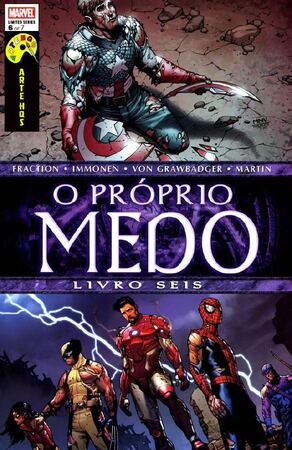 MARVEL
LIMITED SERIES
6 OF 7
ARTE HQS
FRACTION • IMMONEN • VON GRAWBADGER • MARTIN
O PRÓPRIO
MEDO
LIVRO SEIS